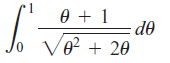 ∫₀¹ (θ + 1)/√(θ² + 2θ) dθ